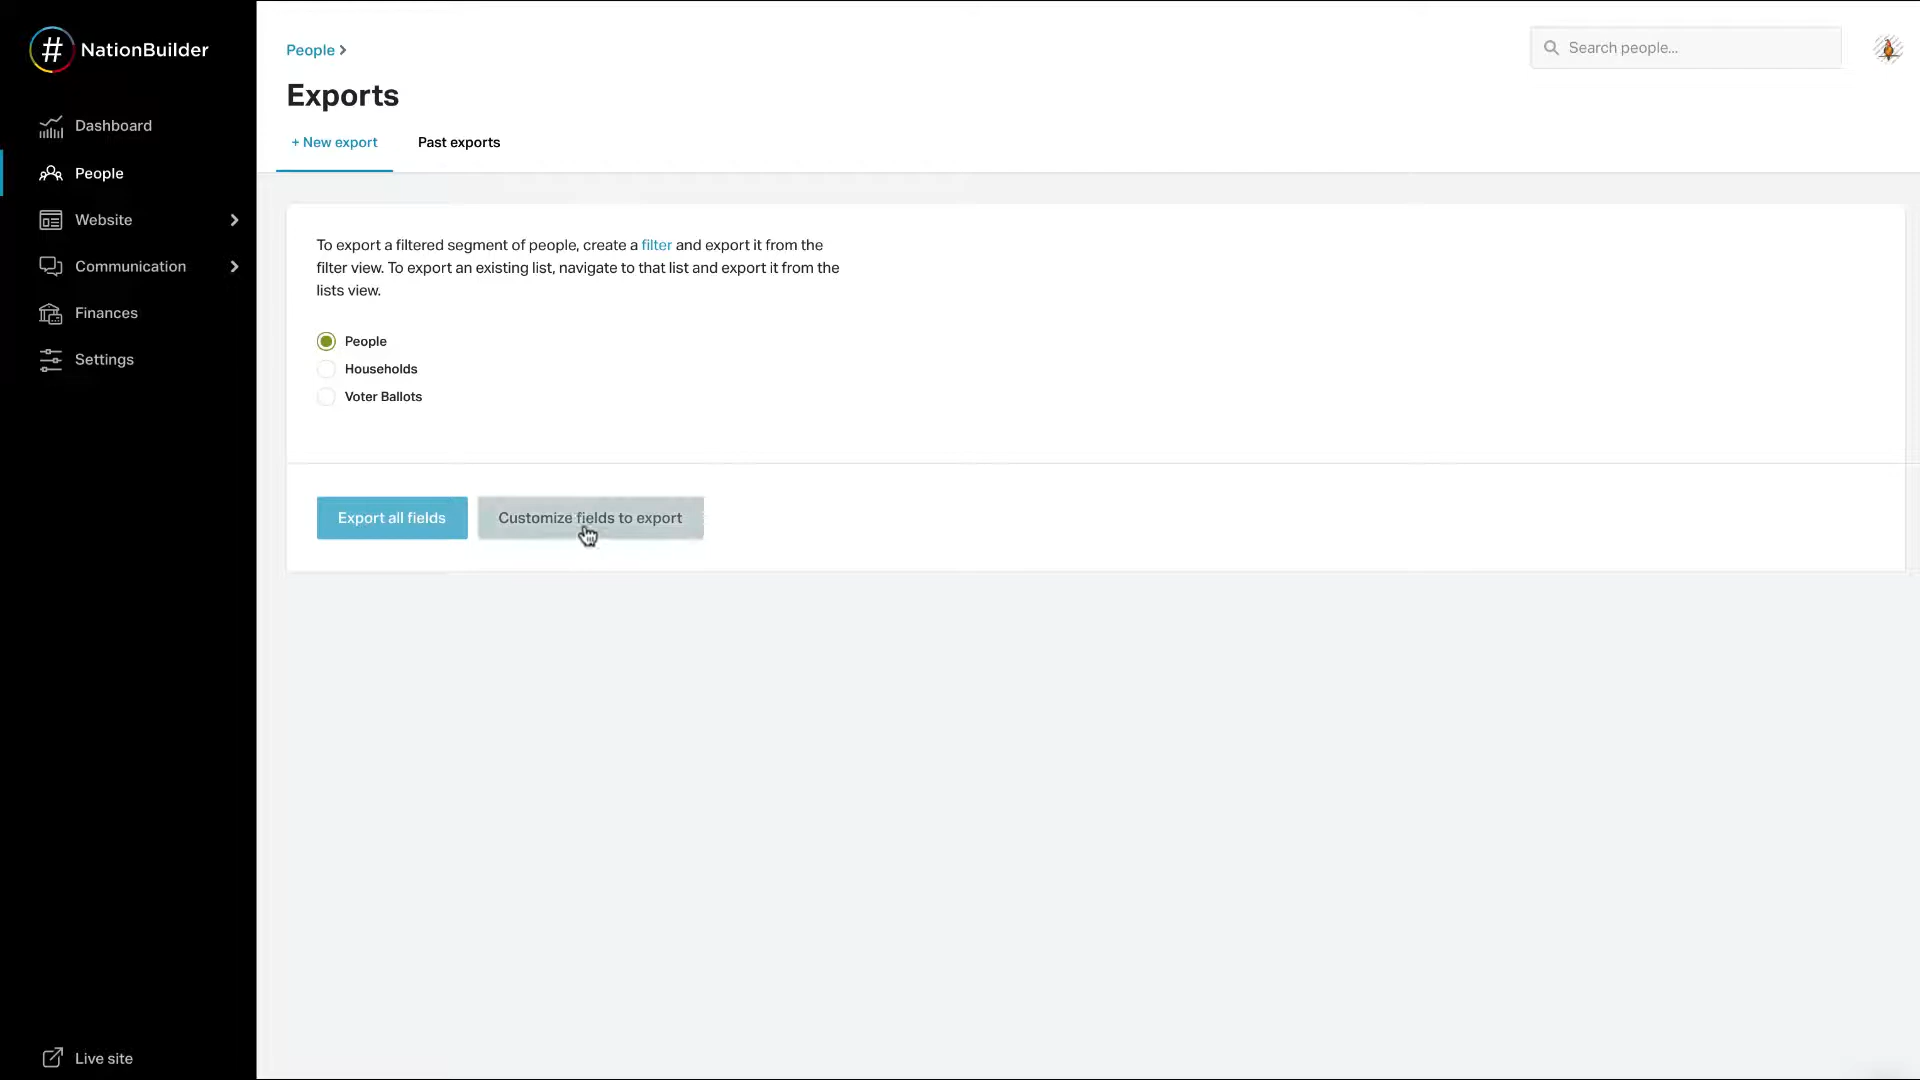 # NationBuilder
Dashboard
People
Website
Communication
Finances
Settings
Live site
People >
Search people...
Exports
+ New export
Past exports
To export a filtered segment of people, create a filter and export it from the
filter view. To export an existing list, navigate to that list and export it from the
lists view.
People
Households
Voter Ballots
Export all fields
Customize fields to export